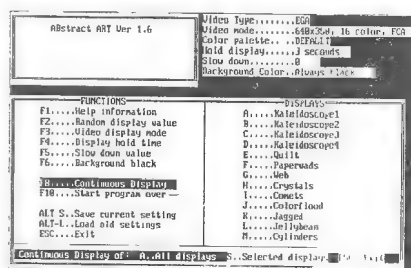 ABstract ART Ver 1.6
Video Type........EGA
Video mode........640x350, 16 color, EGA
Color palette.....DEFAULT
Hold display......3 seconds
Slow down.........0
Background Color..Always black
FUNCTIONS
F1.....Help information
F2.....Random display value
F3.....Video display mode
F4.....Display hold time
F5.....Slow down value
F6.....Background black
F8.....Continuous Display
F10....Start program over
ALT S..Save current setting
ALT-L..Load old settings
ESC....Exit
DISPLAYS
A.....Kaleidoscope1
B.....Kaleidoscope2
C.....Kaleidoscope3
D.....Kaleidoscope4
E.....Quilt
F.....Paperwads
G.....Web
H.....Crystals
I.....Comets
J.....Colorfloud
K.....Jagged
L.....Jellybean
M.....Cylinders
Continuous Display of: A..All displays S..Selected display.